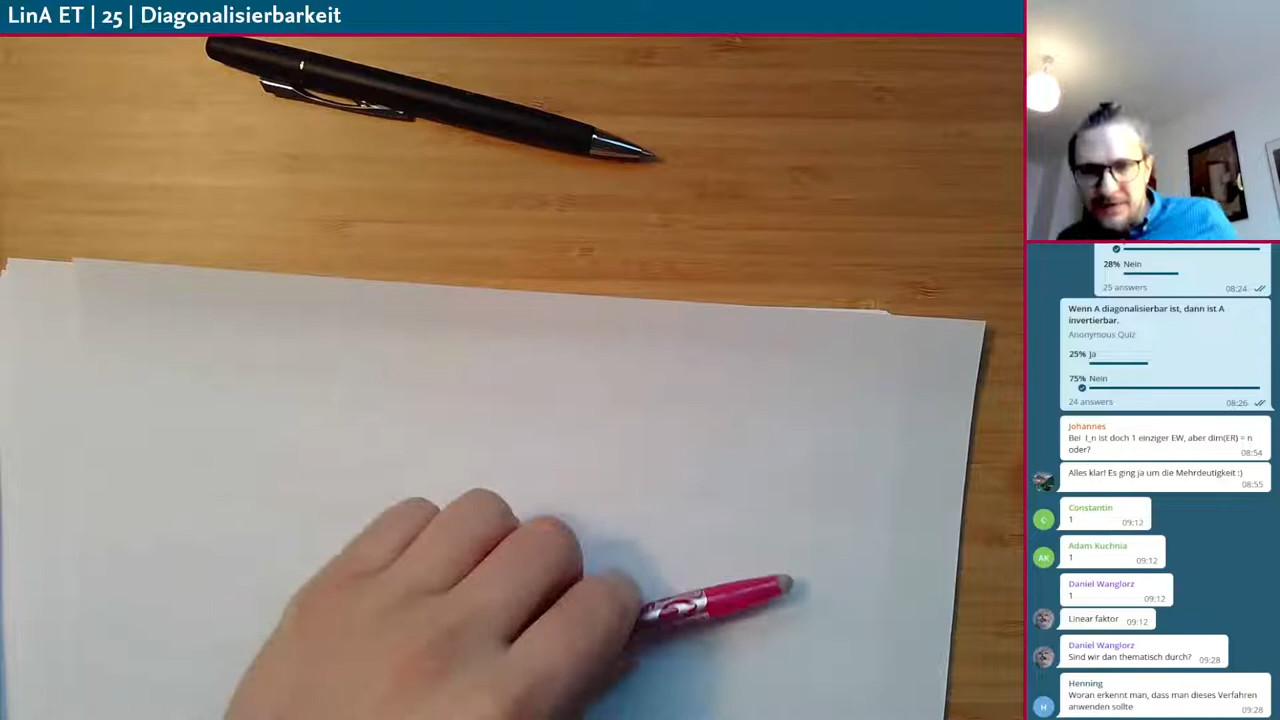 LinA ET | 25 | Diagonalisierbarkeit
28% Nein
25 answers
08:24
Wenn A diagonalisierbar ist, dann ist A
invertierbar.
Anonymous Quiz
25% Ja
75% Nein
24 answers
08:26
Johannes
Bei I_n ist doch 1 einziger EW, aber dim(ER) = n
oder?
08:54
Alles klar! Es ging ja um die Mehrdeutigkeit :)
08:55
C
Constantin
1
09:12
AK
Adam Kuchnia
1
09:12
Daniel Wanglorz
1
09:12
Linear faktor 09:12
Daniel Wanglorz
Sind wir dan thematisch durch? 09:28
H
Henning
Woran erkennt man, dass man dieses Verfahren
anwenden sollte
09:28